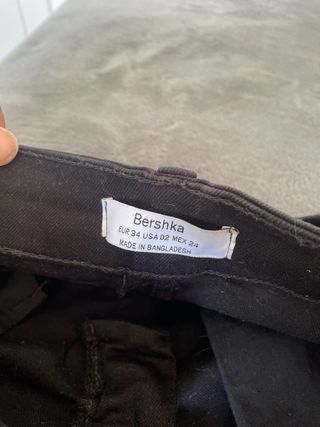 Bershka
EUR 34 USA 02 MEX 24
MADE IN BANGLADESH